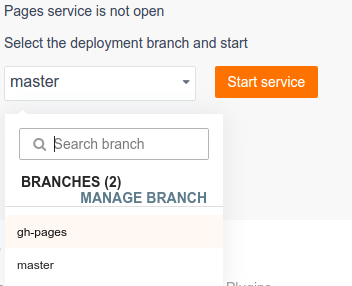 Pages service is not open
Select the deployment branch and start
master
Start service
Search branch
BRANCHES (2)
MANAGE BRANCH
gh-pages
master